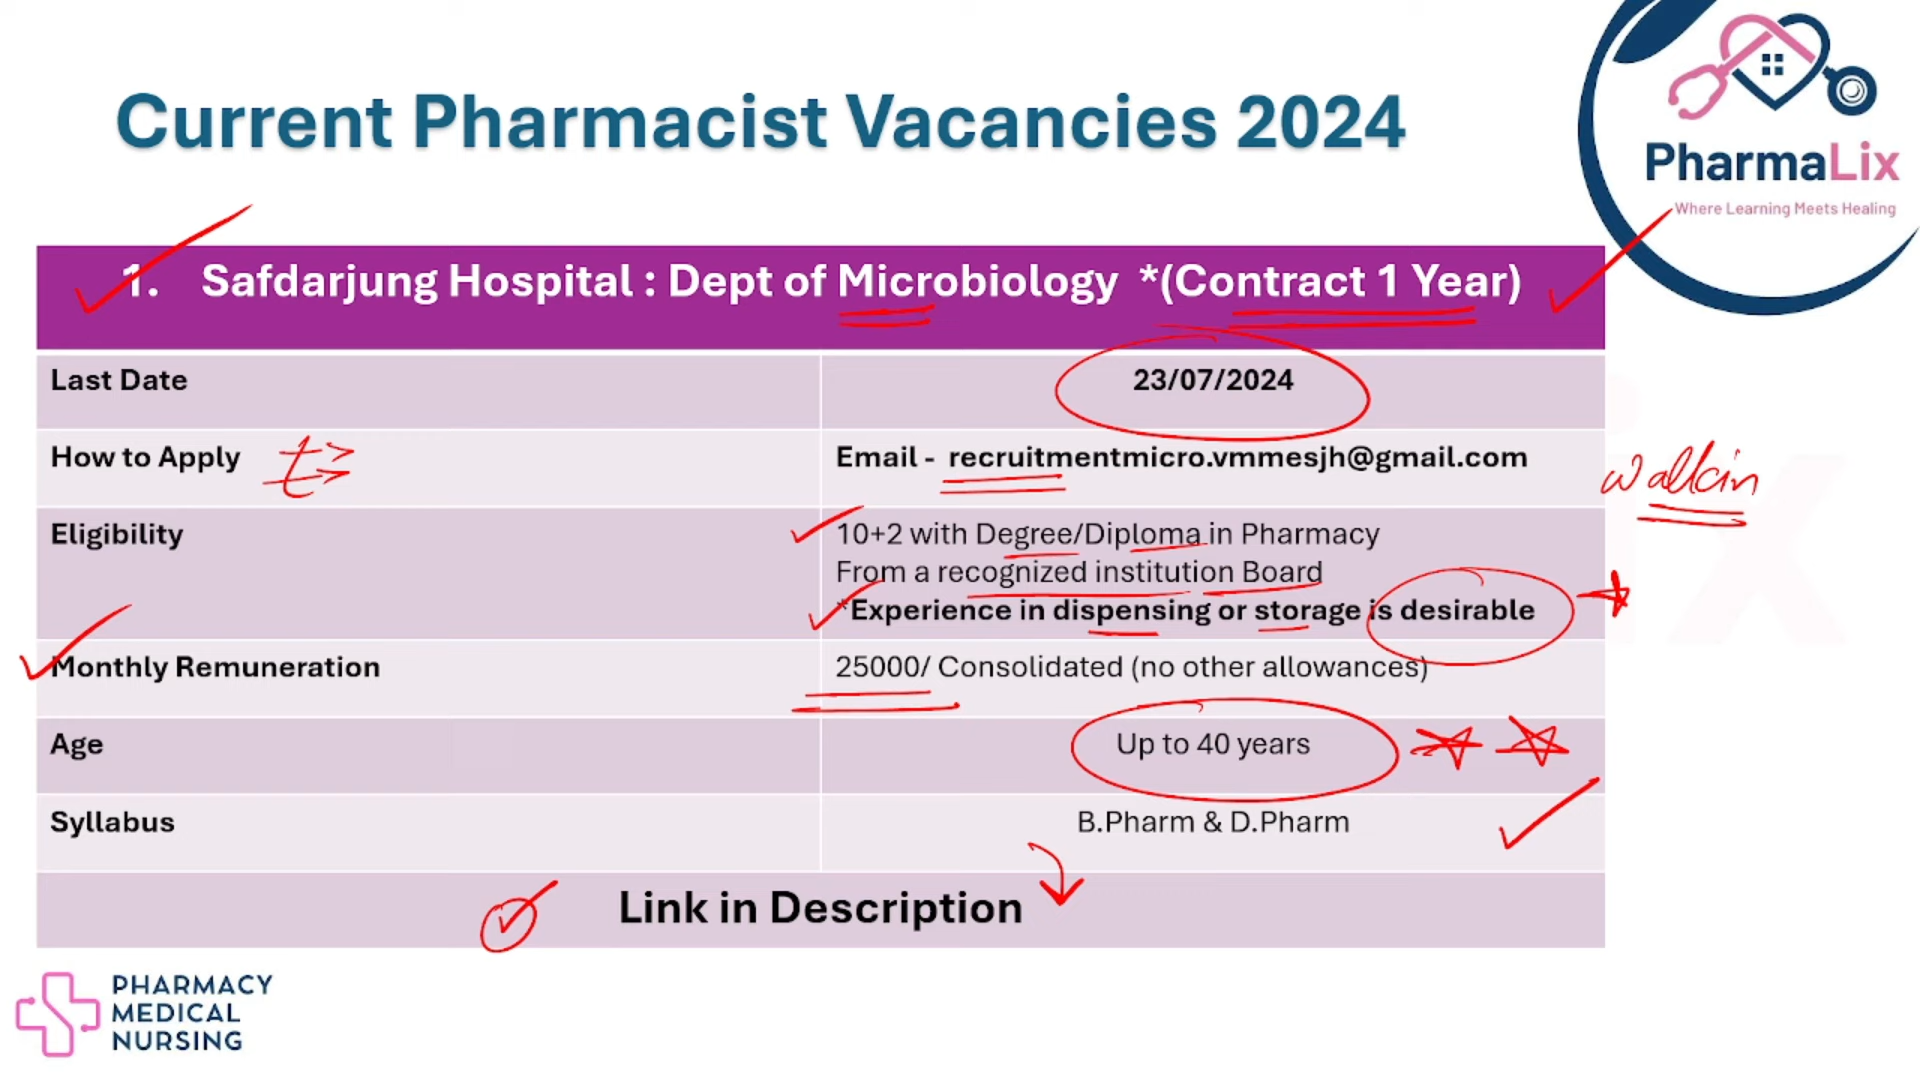 Current Pharmacist Vacancies 2024
PharmaLix
Where Learning Meets Healing
1. Safdarjung Hospital : Dept of Microbiology *(Contract 1 Year)
Last Date 23/07/2024
How to Apply Email - recruitmentmicro.vmmesjh@gmail.com
walkin
Eligibility 10+2 with Degree/Diploma in Pharmacy
From a recognized institution Board
*Experience in dispensing or storage is desirable
Monthly Remuneration 25000/ Consolidated (no other allowances)
Age Up to 40 years
Syllabus B.Pharm & D.Pharm
Link in Description
PHARMACY
MEDICAL
NURSING